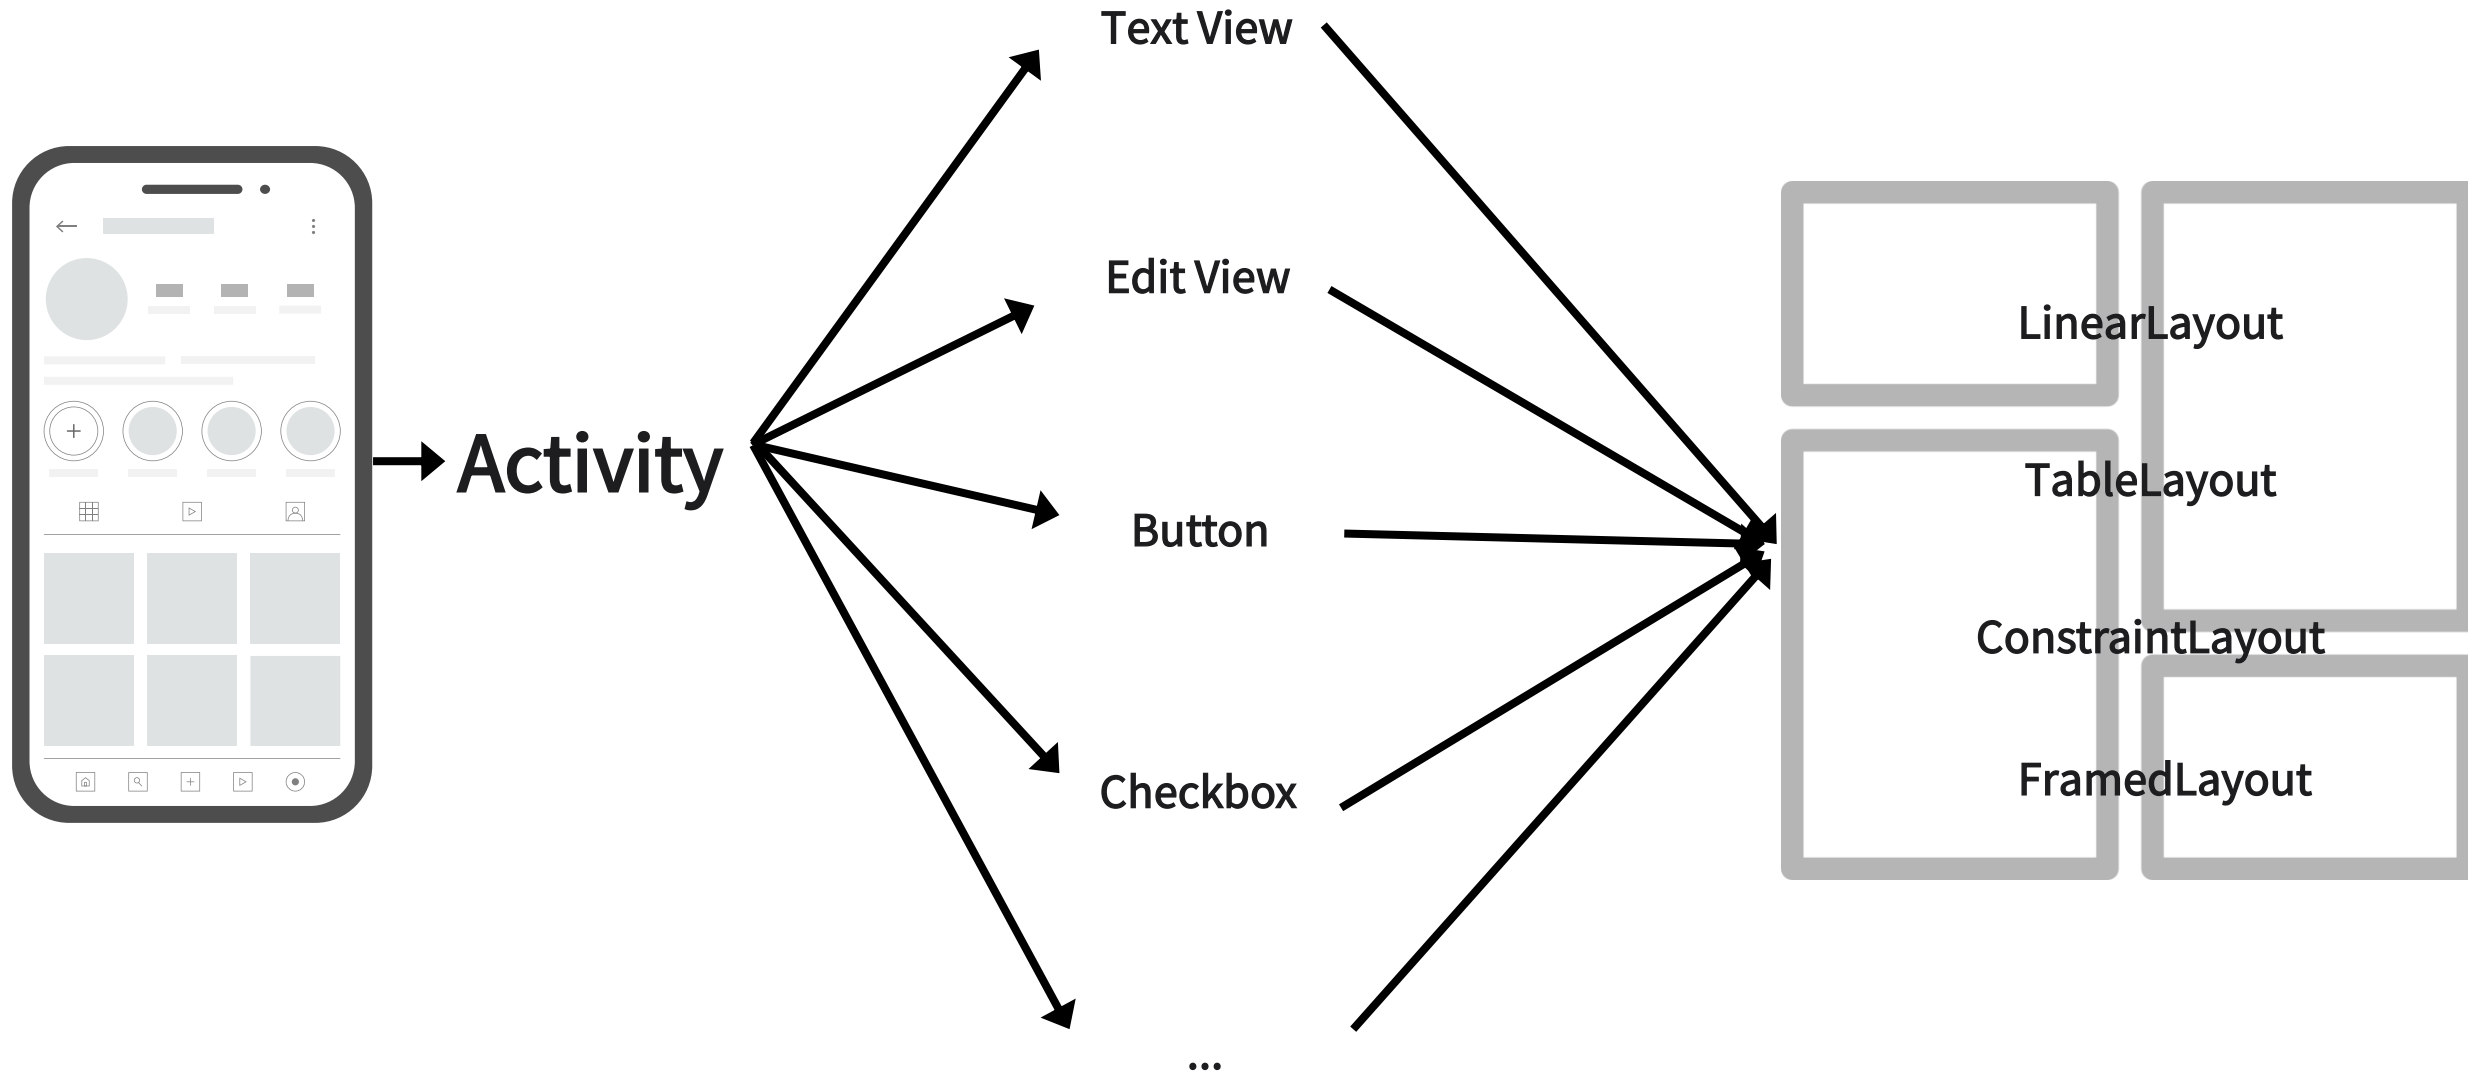 Activity
Text View
Edit View
Button
Checkbox
...
LinearLayout
TableLayout
ConstraintLayout
FramedLayout